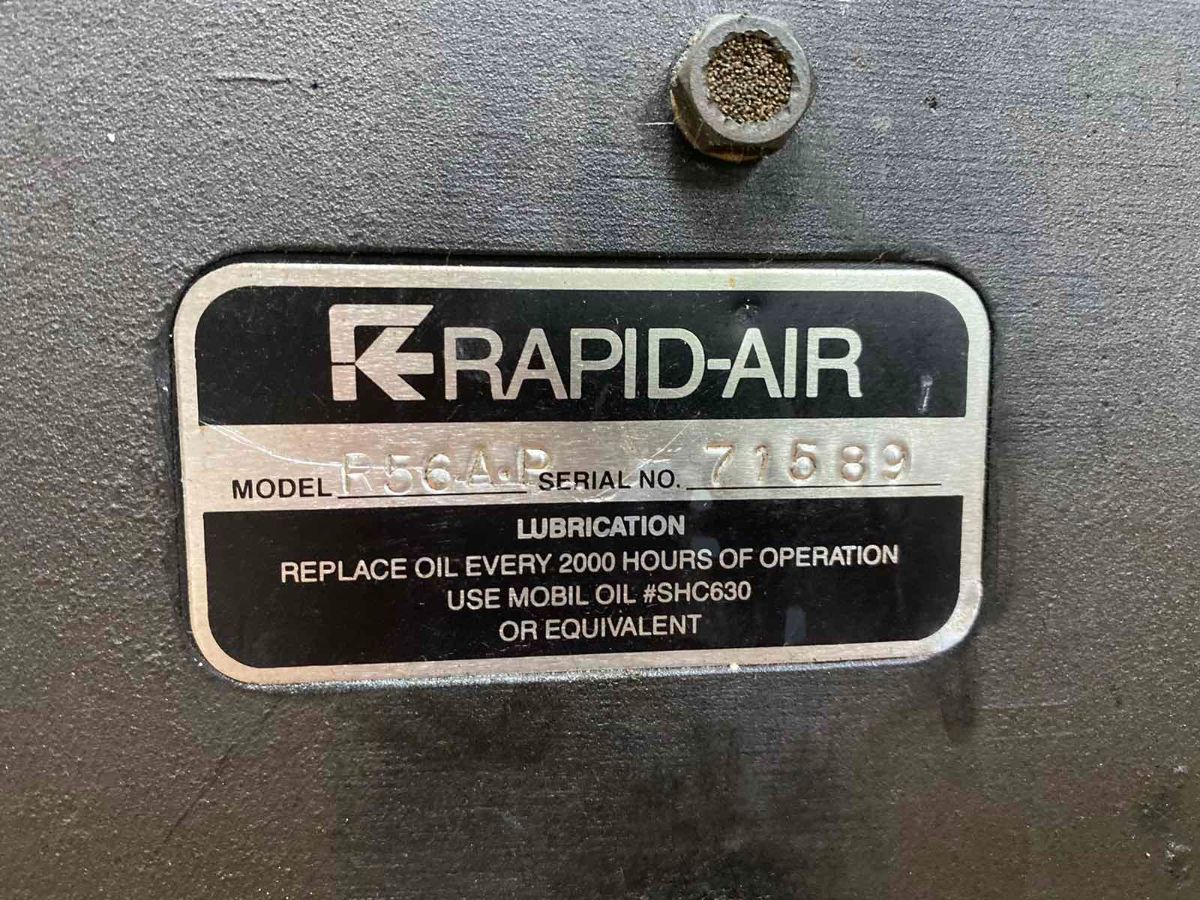 RAPID-AIR
MODEL R56A-P SERIAL NO. 71589
LUBRICATION
REPLACE OIL EVERY 2000 HOURS OF OPERATION
USE MOBIL OIL #SHC630
OR EQUIVALENT